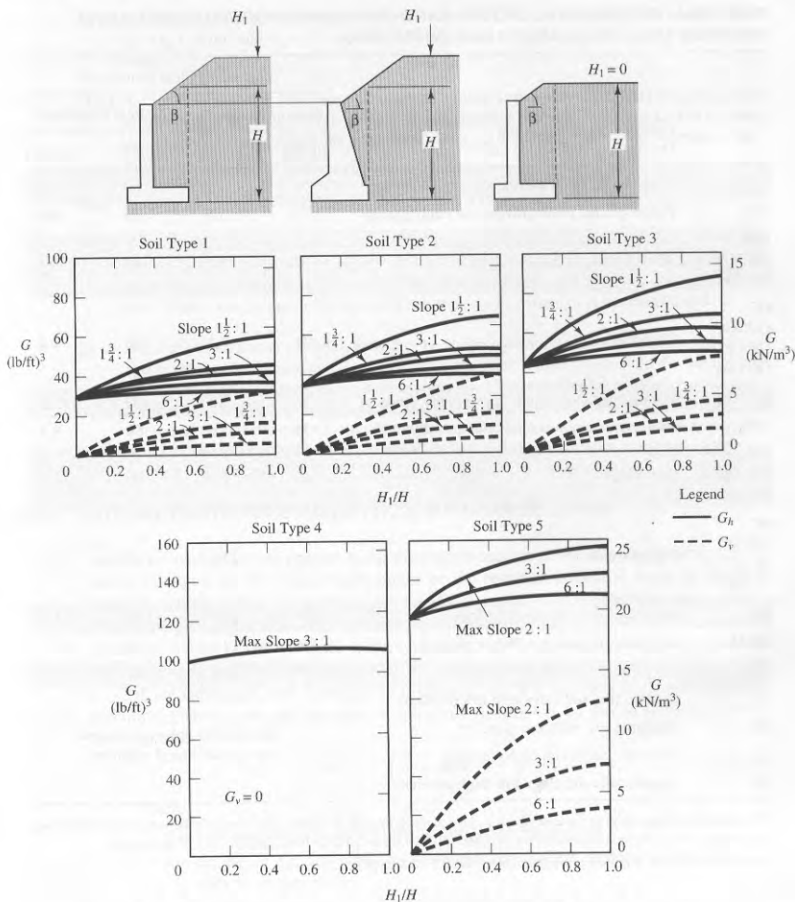 H₁ H₁
H₁ = 0
β β β
H H H
Soil Type 1 Soil Type 2 Soil Type 3
100
80
60
40
20
0
G
(lb/ft)³
Slope 1½ : 1
1¾ : 1
2 :1
3 :1
6 :1
1½ : 1
2 :1
3 :1
1¾ : 1
0 0.2 0.4 0.6 0.8 1.0
Slope 1½ : 1
1¾ : 1
2 :1
3 :1
6 :1
1½ : 1
2 :1
3 :1
1¾ : 1
0 0.2 0.4 0.6 0.8 1.0
Slope 1½ : 1
1¾ : 1
2 :1
3 :1
6 :1
1½ : 1
2 :1
3 :1
1¾ : 1
0 0.2 0.4 0.6 0.8 1.0
15
10
5
0
G
(kN/m³)
H₁/H
Legend
Gₕ
Gᵥ
Soil Type 4 Soil Type 5
160
140
120
100
80
60
40
20
G
(lb/ft)³
Max Slope 3 : 1
Gᵥ = 0
0 0.2 0.4 0.6 0.8 1.0
3 :1
6 :1
Max Slope 2 : 1
Max Slope 2 : 1
3 :1
6 :1
0 0.2 0.4 0.6 0.8 1.0
25
20
15
10
5
0
G
(kN/m³)
H₁/H